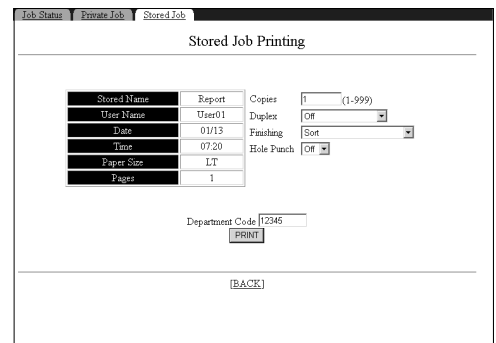 Job Status Private Job Stored Job
Stored Job Printing
Stored Name Report Copies 1 (1-999)
User Name User01 Duplex Off
Date 01/13 Finishing Sort
Time 07:20 Hole Punch Off
Paper Size LT
Pages 1
Department Code 12345
PRINT
[BACK]